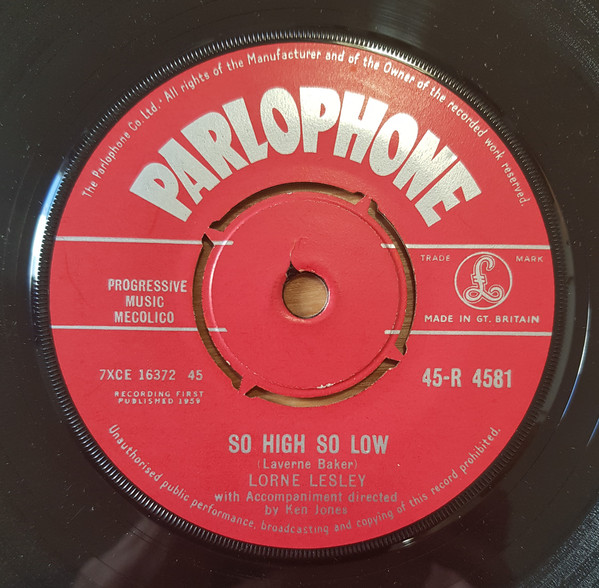 The Parlophone Co. Ltd. · All rights of the Manufacturer and of the Owner of the recorded work reserved.
PARLOPHONE
TRADE MARK
£
PROGRESSIVE
MUSIC
MECOLICO
MADE IN GT. BRITAIN
7XCE 16372 45
45-R 4581
RECORDING FIRST
PUBLISHED 1959
SO HIGH SO LOW
(Laverne Baker)
LORNE LESLEY
with Accompaniment directed
by Ken Jones
Unauthorised public performance, broadcasting and copying of this record prohibited.